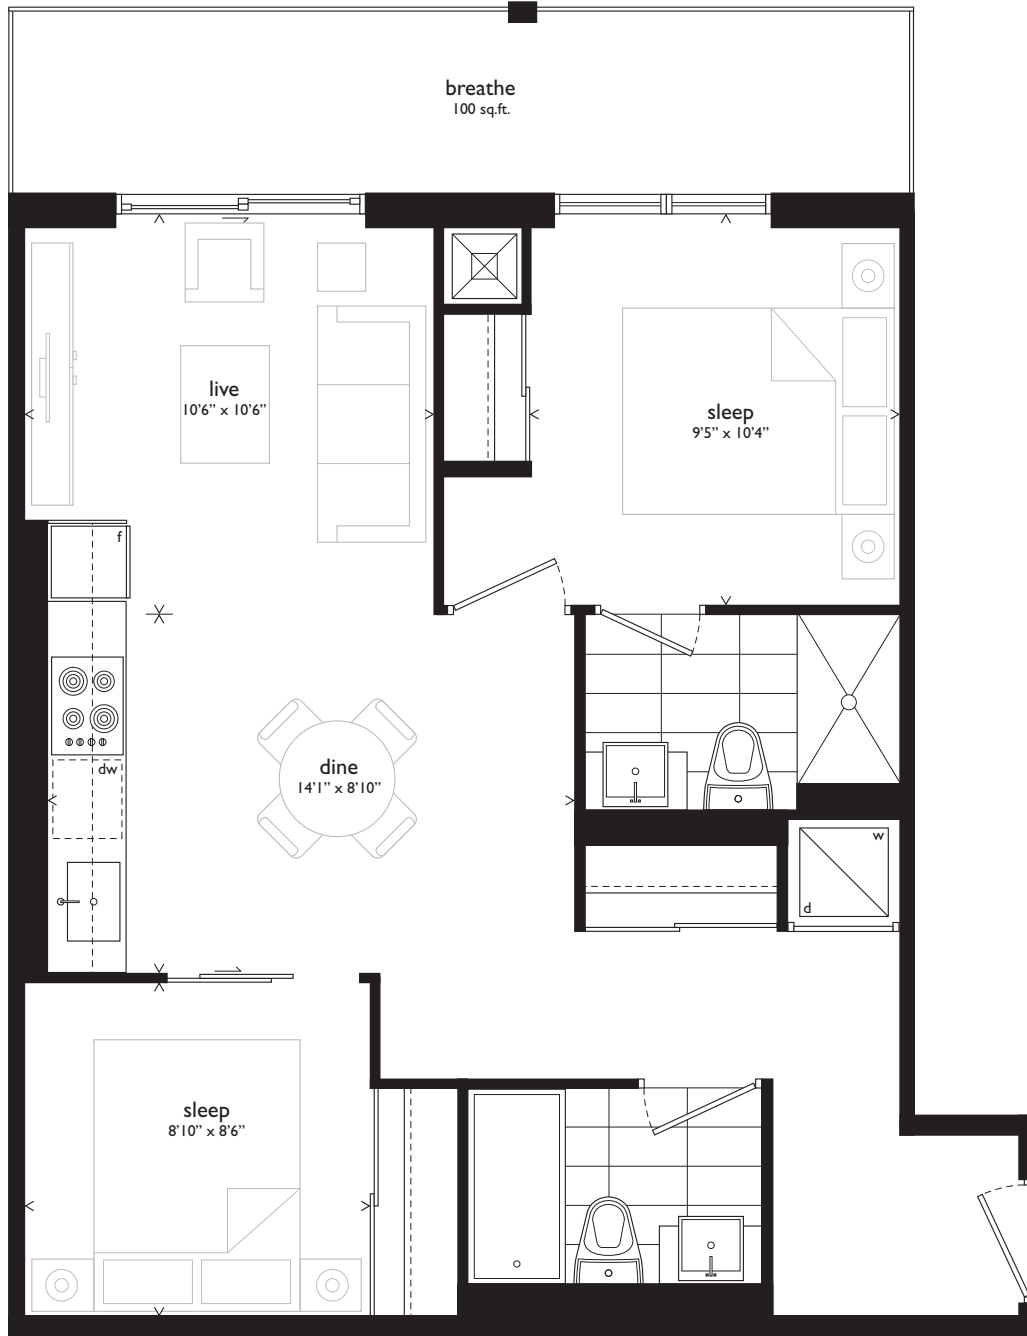 breathe
100 sq.ft.
live
10’6” x 10’6”
sleep
9’5” x 10’4”
f
dw
dine
14’1” x 8’10”
w
d
sleep
8’10” x 8’6”